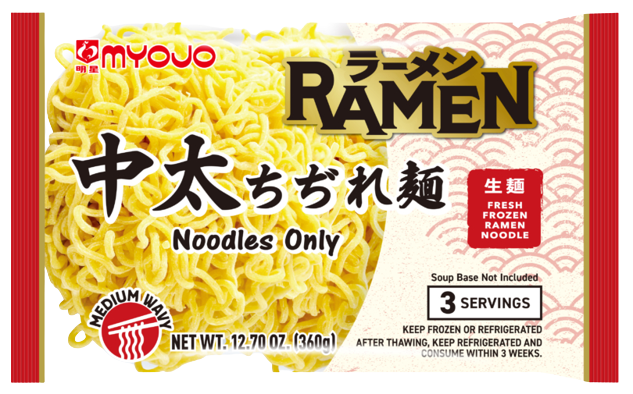 明星
MYOJO
ラーメン
RAMEN
中太ちぢれ麺
Noodles Only
生麺
FRESH
FROZEN
RAMEN
NOODLE
Soup Base Not Included
3 SERVINGS
MEDIUM WAVY
NET WT. 12.70 OZ. (360g)
KEEP FROZEN OR REFRIGERATED
AFTER THAWING, KEEP REFRIGERATED AND
CONSUME WITHIN 3 WEEKS.